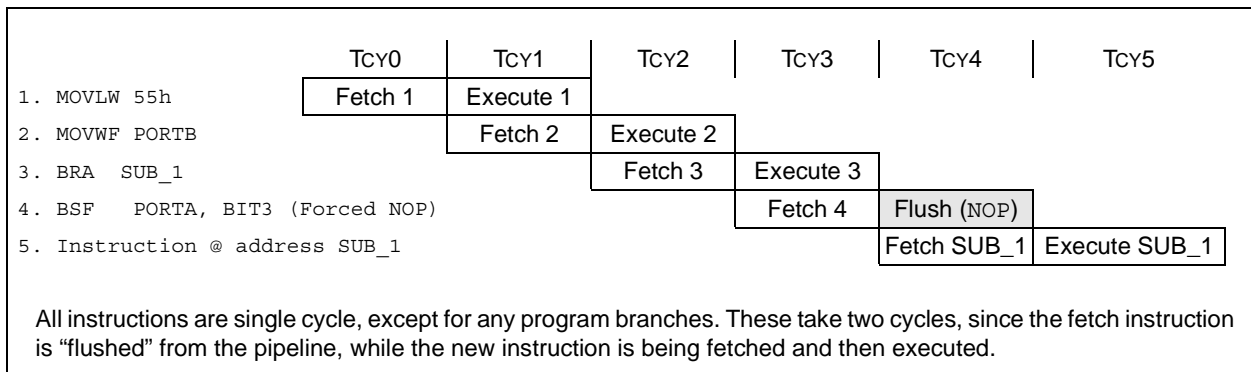 TCY0 TCY1 TCY2 TCY3 TCY4 TCY5
1. MOVLW 55h Fetch 1 Execute 1
2. MOVWF PORTB Fetch 2 Execute 2
3. BRA SUB_1 Fetch 3 Execute 3
4. BSF PORTA, BIT3 (Forced NOP) Fetch 4 Flush (NOP)
5. Instruction @ address SUB_1 Fetch SUB_1 Execute SUB_1
All instructions are single cycle, except for any program branches. These take two cycles, since the fetch instruction
is “flushed” from the pipeline, while the new instruction is being fetched and then executed.